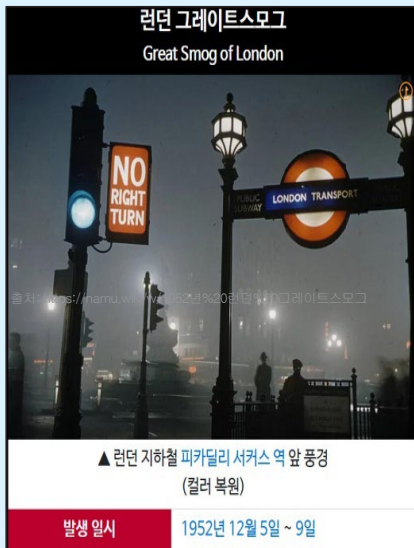 런던 그레이트스모그
Great Smog of London
NO
RIGHT
TURN
PUBLIC
SUBWAY
LONDON TRANSPORT
▲ 런던 지하철 피카딜리 서커스 역 앞 풍경
(컬러 복원)
발생 일시
1952년 12월 5일 ~ 9일